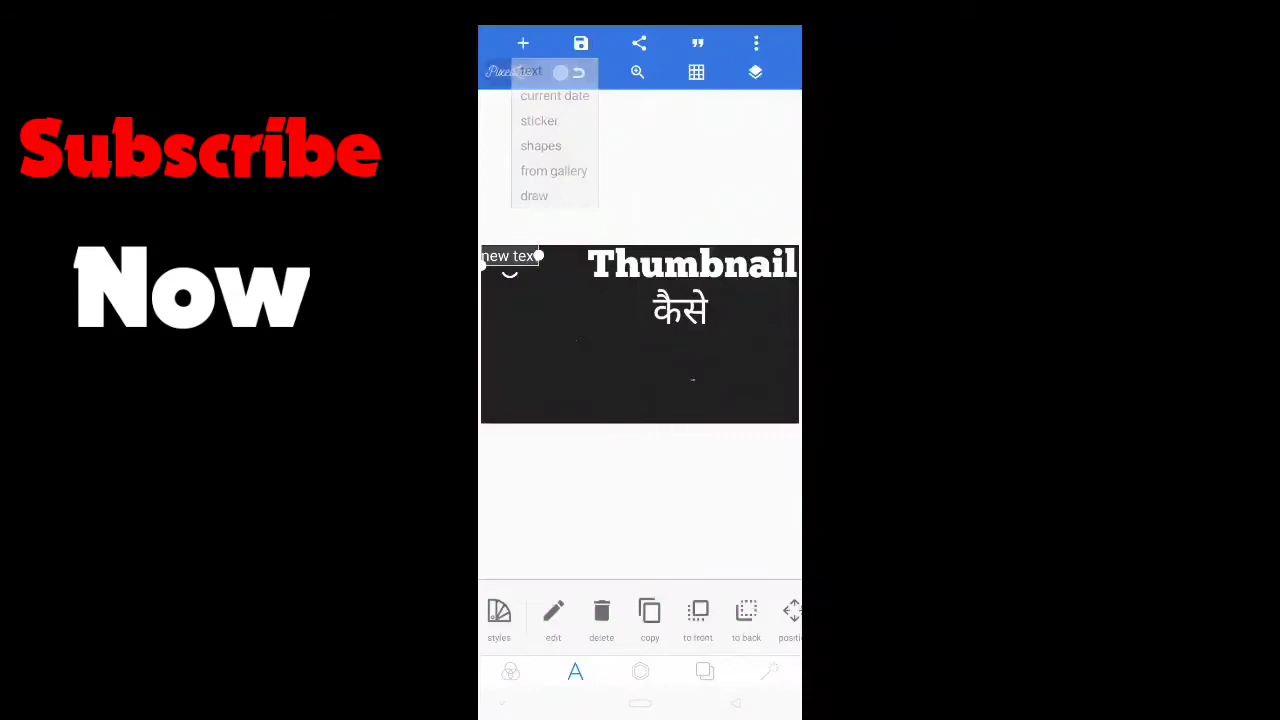 Subscribe
Now
text
current date
sticker
shapes
from gallery
draw
new text
Thumbnail
कैसे
styles
edit
delete
copy
to front
to back